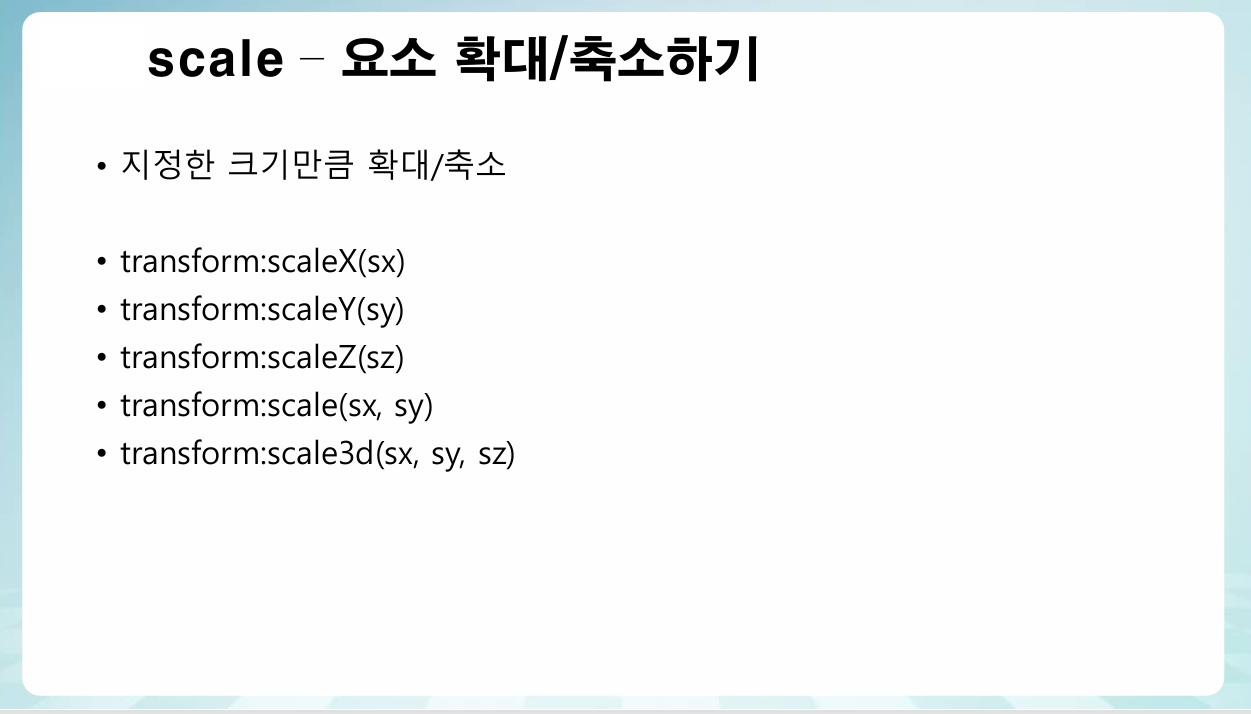 scale – 요소 확대/축소하기
• 지정한 크기만큼 확대/축소
• transform:scaleX(sx)
• transform:scaleY(sy)
• transform:scaleZ(sz)
• transform:scale(sx, sy)
• transform:scale3d(sx, sy, sz)